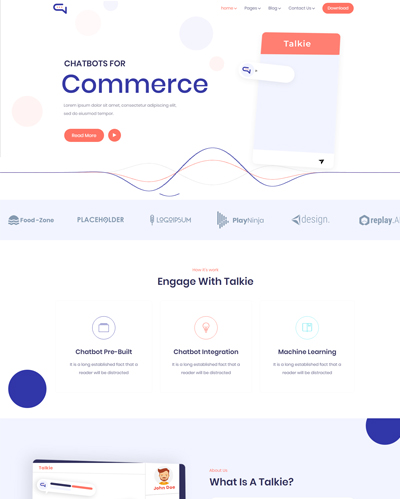 Home Pages Blog Contact Us Download
Talkie
CHATBOTS FOR
Commerce
Lorem ipsum dolor sit amet, consectetur adipisicing elit,
sed do eiusmod tempor
Read More
Food-Zone PLACEHOLDER LOGOIPSUM PlayNinja design. replay.A
How it's work
Engage With Talkie
Chatbot Pre-Built Chatbot Integration Machine Learning
It is a long established fact that a It is a long established fact that a It is a long established fact that a
reader will be distracted reader will be distracted reader will be distracted
Talkie
John Doe
About Us
What Is A Talkie?